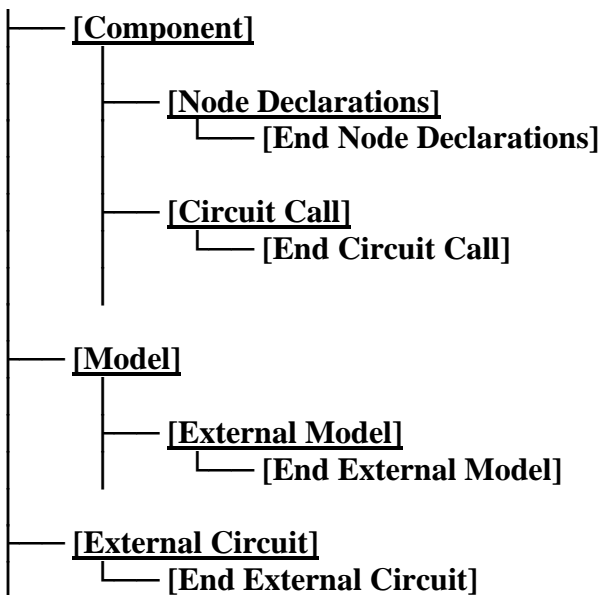 [Component]
[Node Declarations]
[End Node Declarations]
[Circuit Call]
[End Circuit Call]
[Model]
[External Model]
[End External Model]
[External Circuit]
[End External Circuit]